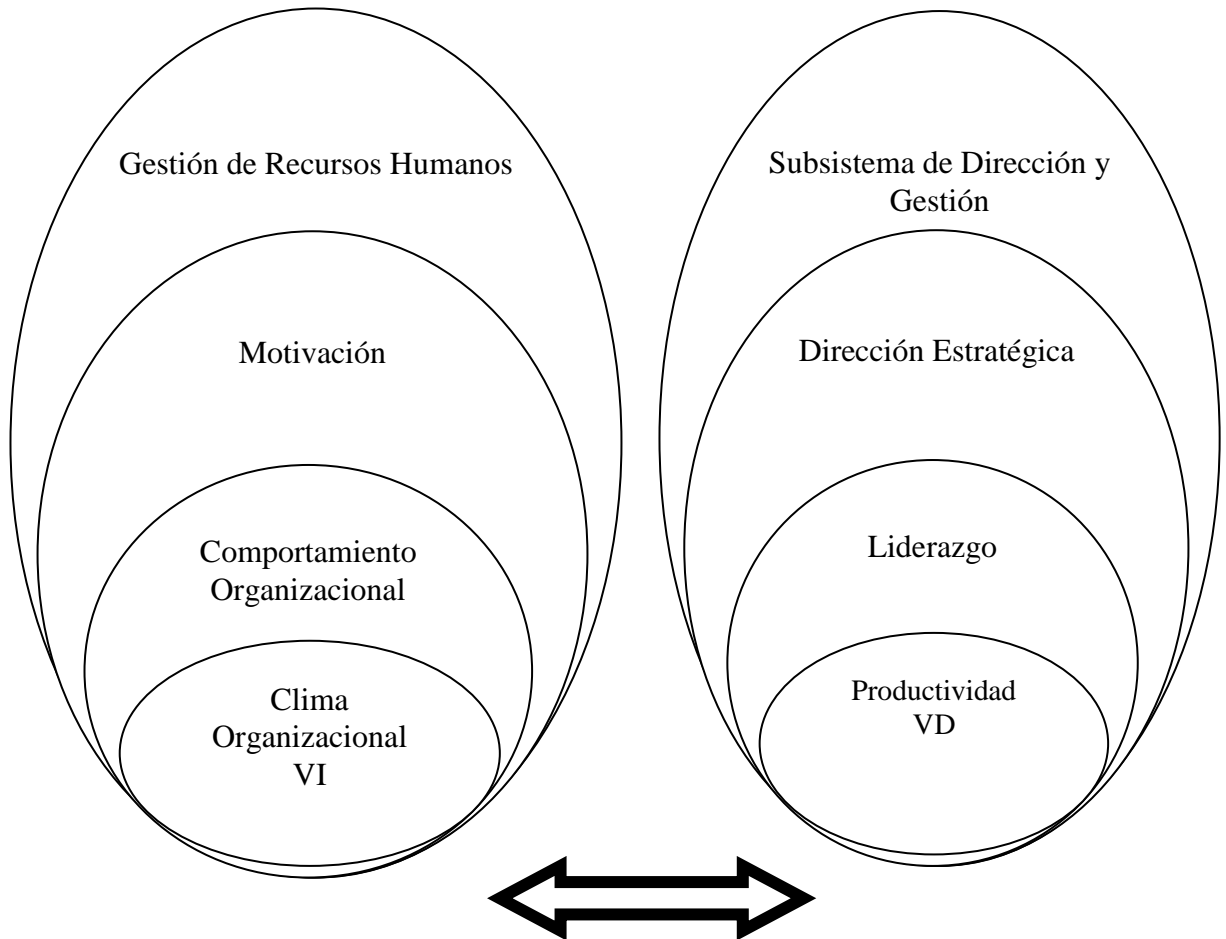 Gestión de Recursos Humanos
Motivación
Comportamiento
Organizacional
Clima
Organizacional
VI
Subsistema de Dirección y
Gestión
Dirección Estratégica
Liderazgo
Productividad
VD